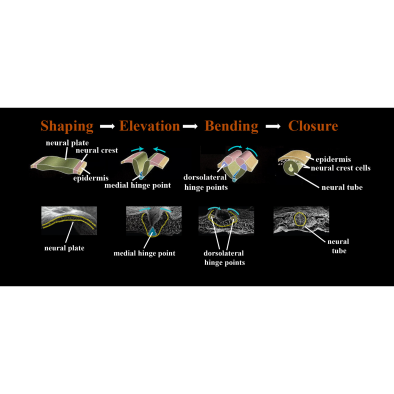 Shaping Elevation Bending Closure
neural plate
neural crest
epidermis
medial hinge point
dorsolateral
hinge points
epidermis
neural crest cells
neural tube
neural plate
medial hinge point
dorsolateral
hinge points
neural
tube